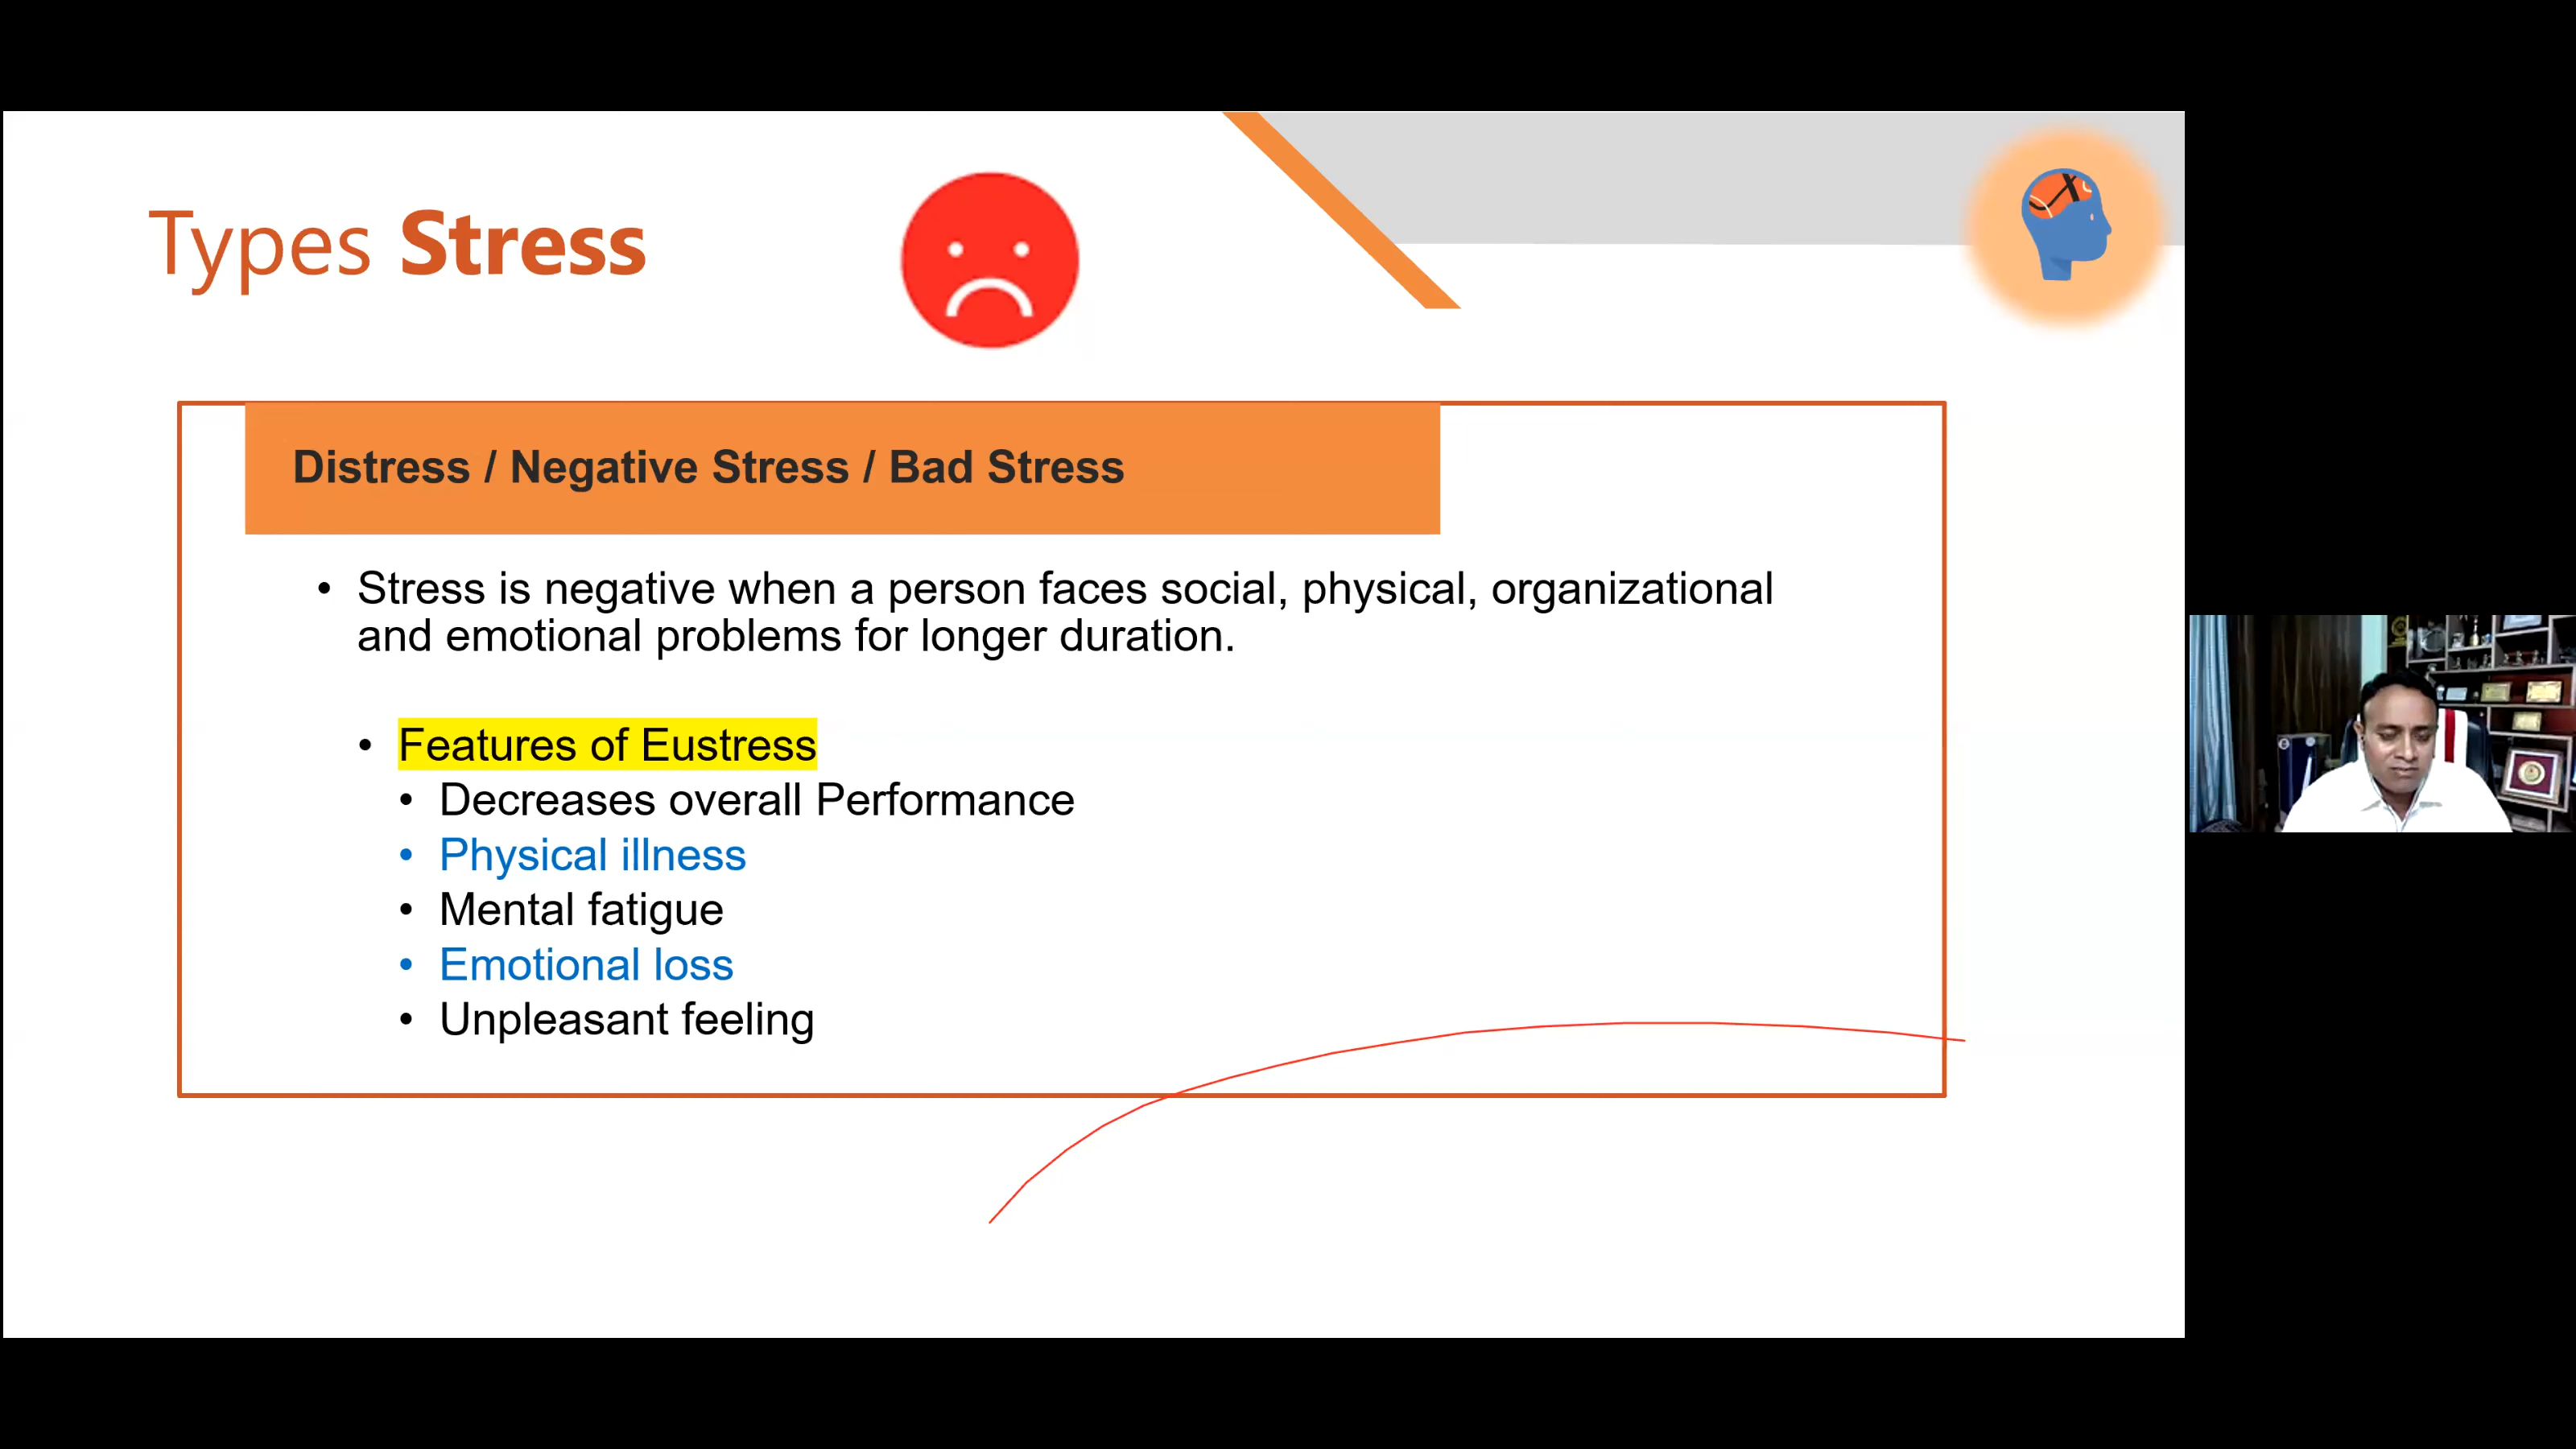 Types Stress
Distress / Negative Stress / Bad Stress
• Stress is negative when a person faces social, physical, organizational
and emotional problems for longer duration.
• Features of Eustress
• Decreases overall Performance
• Physical illness
• Mental fatigue
• Emotional loss
• Unpleasant feeling